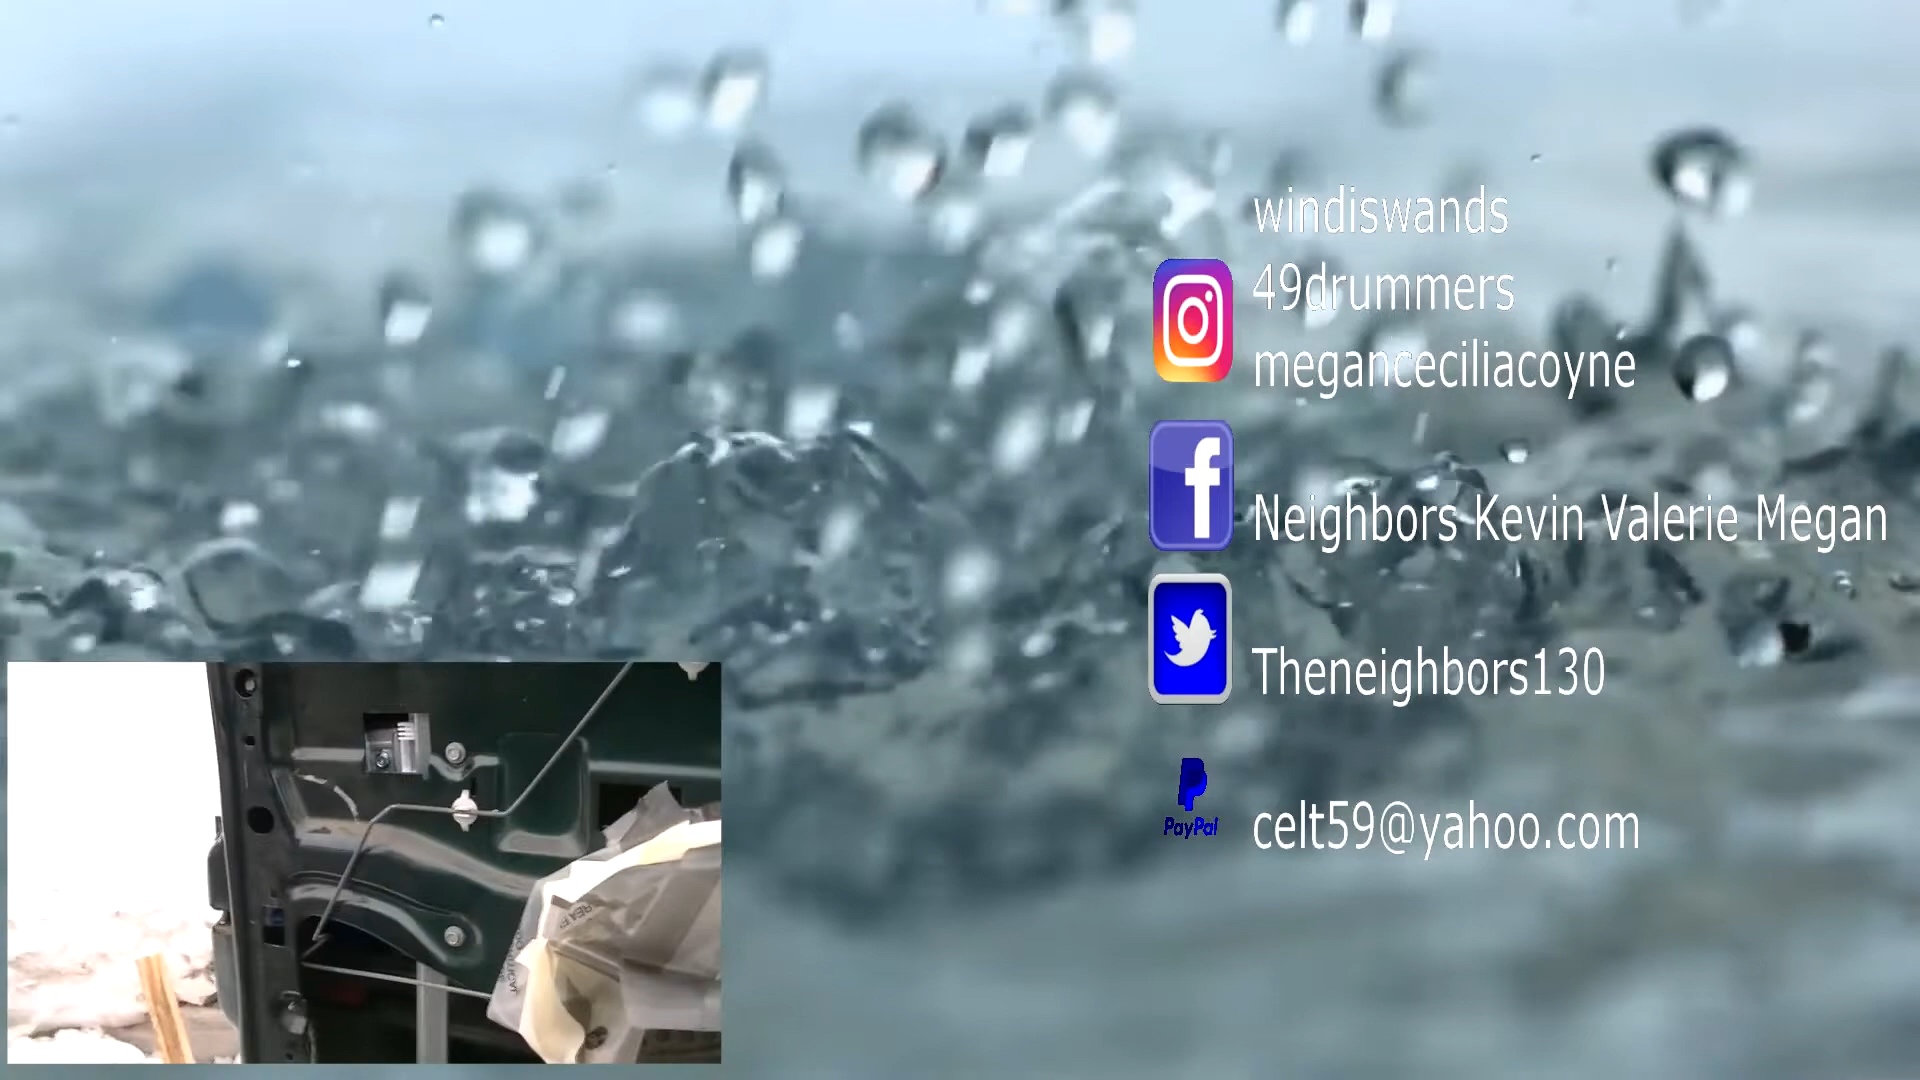 windiswands
49drummers
meganceciliacoyne
Neighbors Kevin Valerie Megan
Theneighbors130
PayPal
celt59@yahoo.com